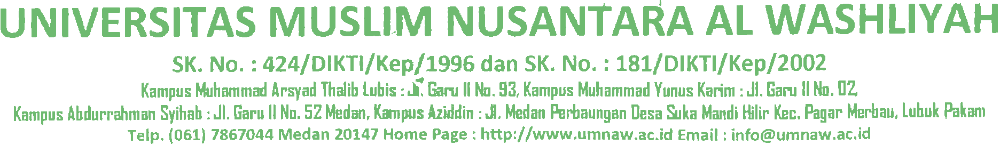 UNIVERSITAS MUSLIM NUSANTARA AL WASHLIYAH
SK. No. : 424/DIKTI/Kep/1996 dan SK. No. : 181/DIKTI/Kep/2002
Kampus Muhammad Arsyad Thalib Lubis : Jl. Garu II No. 93, Kampus Muhammad Yunus Karim : Jl. Garu II No. 02,
Kampus Abdurrahman Syihab : Jl. Garu II No. 52 Medan, Kampus Aziddin : Jl. Medan Perbaungan Desa Suka Mandi Hilir Kec. Pagar Merbau, Lubuk Pakam
Telp. (061) 7867044 Medan 20147 Home Page : http://www.umnaw.ac.id Email : info@umnaw.ac.id